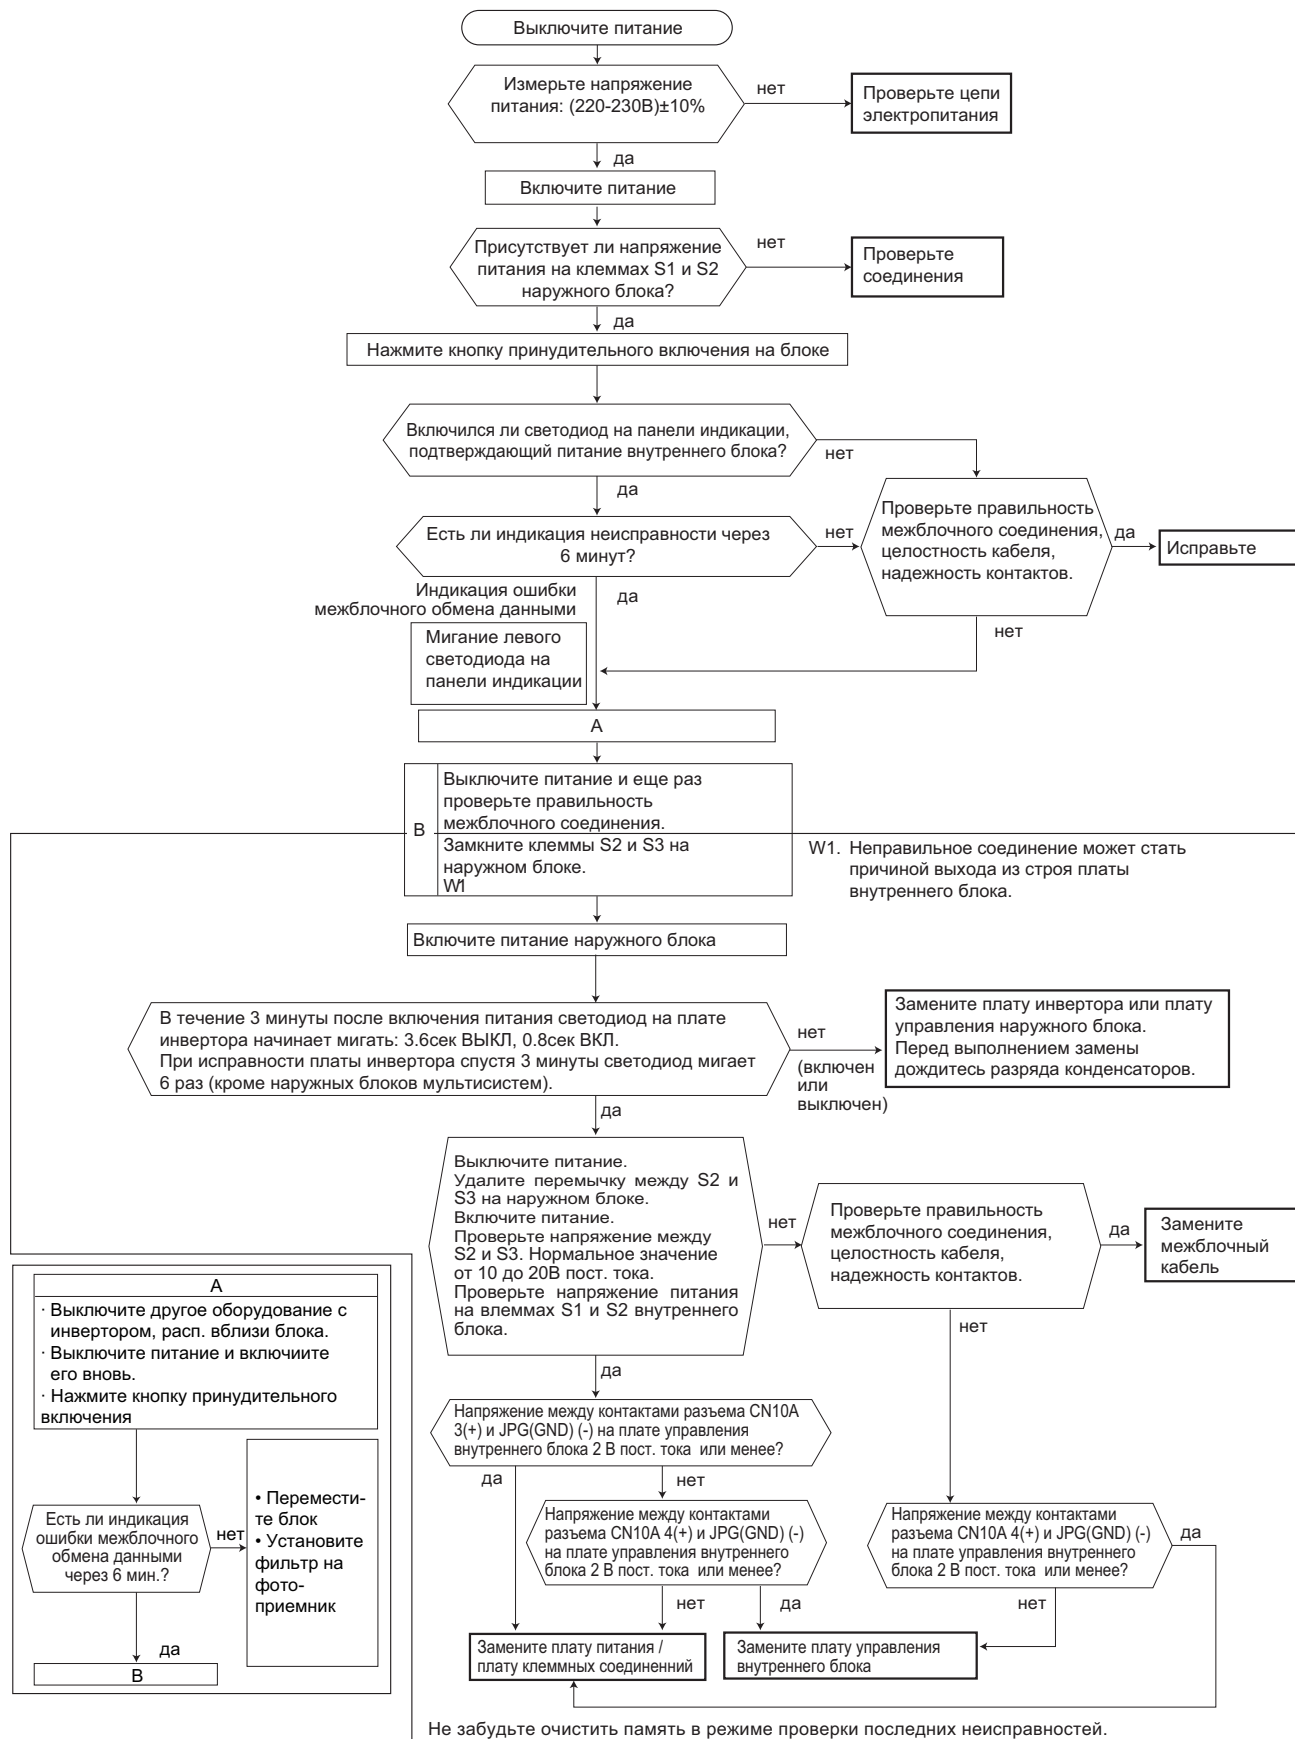 Выключите питание
Измерьте напряжение
питания: (220-230В)±10%
нет
Проверьте цепи
электропитания
да
Включите питание
Присутствует ли напряжение
питания на клеммах S1 и S2
наружного блока?
нет
Проверьте
соединения
да
Нажмите кнопку принудительного включения на блоке
Включился ли светодиод на панели индикации,
подтверждающий питание внутреннего блока?
нет
да
Есть ли индикация неисправности через
6 минут?
нет
Проверьте правильность
межблочного соединения,
целостность кабеля,
надежность контактов.
да
Исправьте
Индикация ошибки
межблочного обмена данными
да
нет
Мигание левого
светодиода на
панели индикации
A
B
Выключите питание и еще раз
проверьте правильность
межблочного соединения.
Замкните клеммы S2 и S3 на
наружном блоке.
W1
W1. Неправильное соединение может стать
причиной выхода из строя платы
внутреннего блока.
Включите питание наружного блока
В течение 3 минуты после включения питания светодиод на плате
инвертора начинает мигать: 3.6сек ВЫКЛ, 0.8сек ВКЛ.
При исправности платы инвертора спустя 3 минуты светодиод мигает
6 раз (кроме наружных блоков мультисистем).
нет
(включен
или
выключен)
Замените плату инвертора или плату
управления наружного блока.
Перед выполнением замены
дождитесь разряда конденсаторов.
да
Выключите питание.
Удалите перемычку между S2 и
S3 на наружном блоке.
Включите питание.
Проверьте напряжение между
S2 и S3. Нормальное значение
от 10 до 20В пост. тока.
Проверьте напряжение питания
на влеммах S1 и S2 внутреннего
блока.
нет
Проверьте правильность
межблочного соединения,
целостность кабеля,
надежность контактов.
да
Замените
межблочный
кабель
нет
да
A
· Выключите другое оборудование с
инвертором, расп. вблизи блока.
· Выключите питание и включиите
его вновь.
· Нажмите кнопку принудительного
включения
Есть ли индикация
ошибки межблочного
обмена данными
через 6 мин.?
нет
• Перемести-
те блок
• Установите
фильтр на
фото-
приемник
да
B
Напряжение между контактами разъема CN10A
3(+) и JPG(GND) (-) на плате управления
внутреннего блока 2 В пост. тока или менее?
да
нет
Напряжение между контактами
разъема CN10A 4(+) и JPG(GND) (-)
на плате управления внутреннего
блока 2 В пост. тока или менее?
Напряжение между контактами
разъема CN10A 4(+) и JPG(GND) (-)
на плате управления внутреннего
блока 2 В пост. тока или менее?
да
нет
да
нет
Замените плату питания /
плату клеммных соединенний
Замените плату управления
внутреннего блока
Не забудьте очистить память в режиме проверки последних неисправностей.